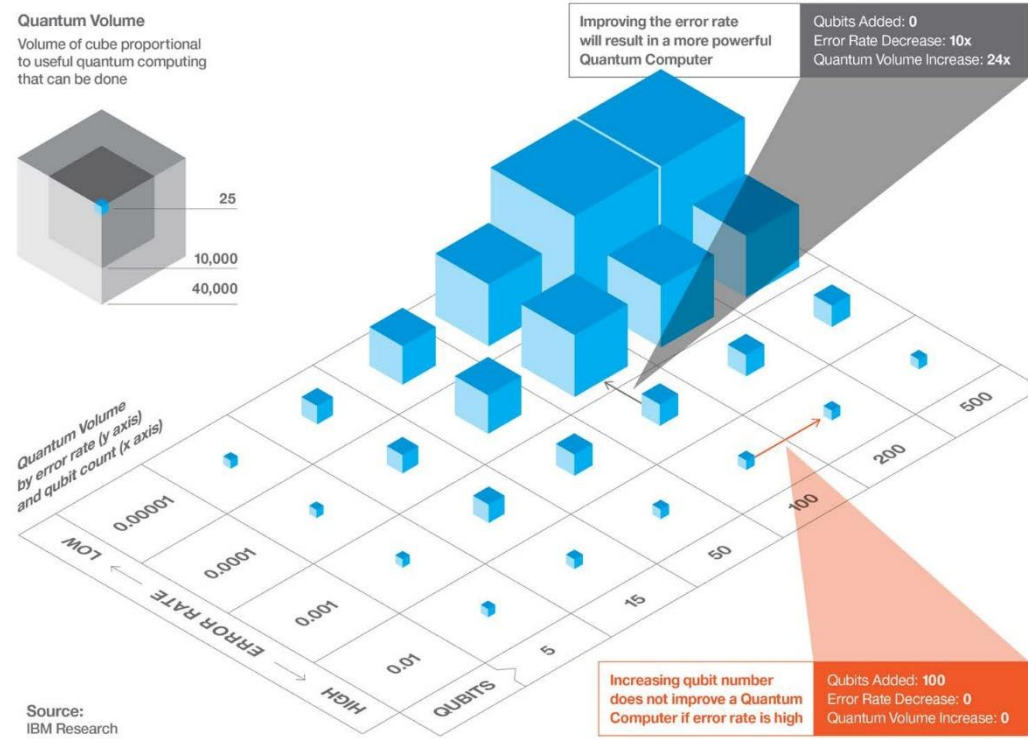 Quantum Volume
Volume of cube proportional
to useful quantum computing
that can be done
25
10,000
40,000
Improving the error rate
will result in a more powerful
Quantum Computer
Qubits Added: 0
Error Rate Decrease: 10x
Quantum Volume Increase: 24x
Quantum Volume
by error rate (y axis)
and qubit count (x axis)
0.00001
0.0001
0.001
0.01
LOW
ERROR RATE
HIGH
QUBITS
5
15
50
100
200
500
Increasing qubit number
does not improve a Quantum
Computer if error rate is high
Qubits Added: 100
Error Rate Decrease: 0
Quantum Volume Increase: 0
Source:
IBM Research